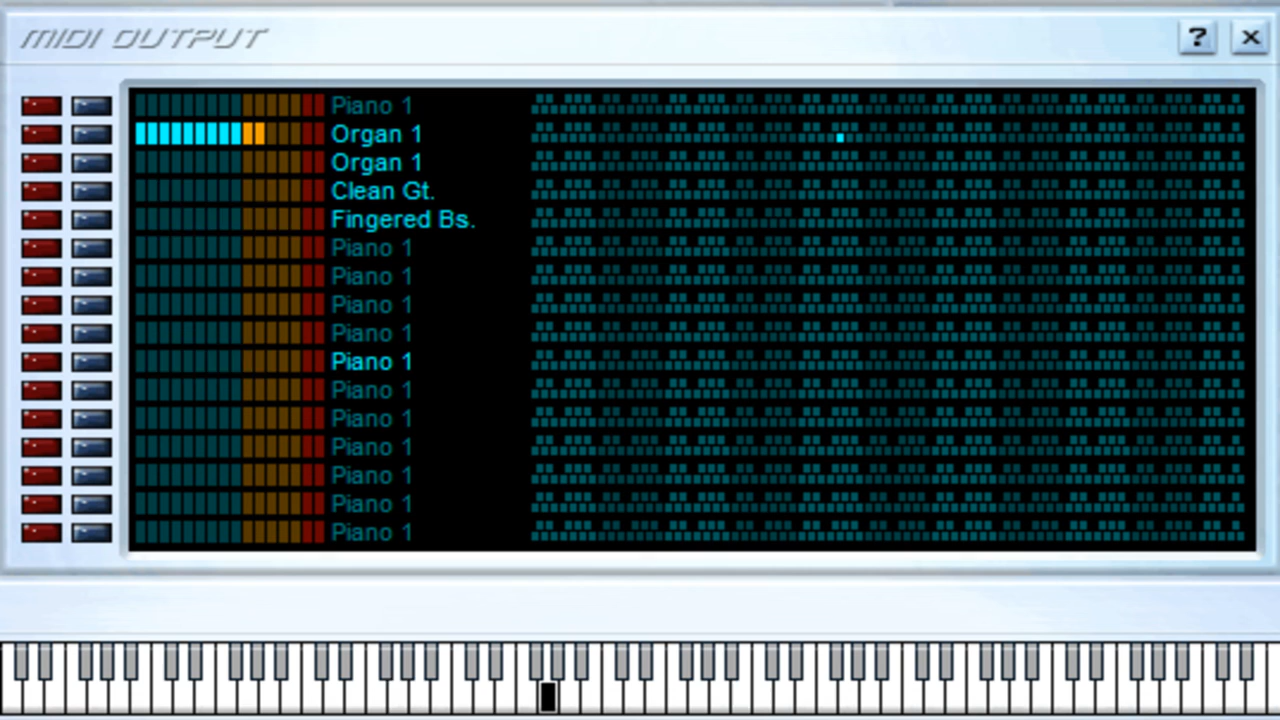 MIDI OUTPUT
? ×
Piano 1
Organ 1
Organ 1
Clean Gt.
Fingered Bs.
Piano 1
Piano 1
Piano 1
Piano 1
Piano 1
Piano 1
Piano 1
Piano 1
Piano 1
Piano 1
Piano 1